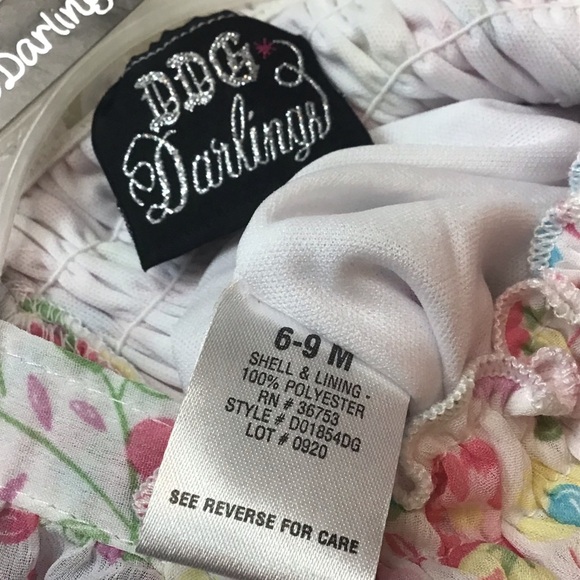 Darling
DDG
Darlings
6-9 M
SHELL & LINING -
100% POLYESTER
RN # 36753
STYLE # D01854DG
LOT # 0920
SEE REVERSE FOR CARE